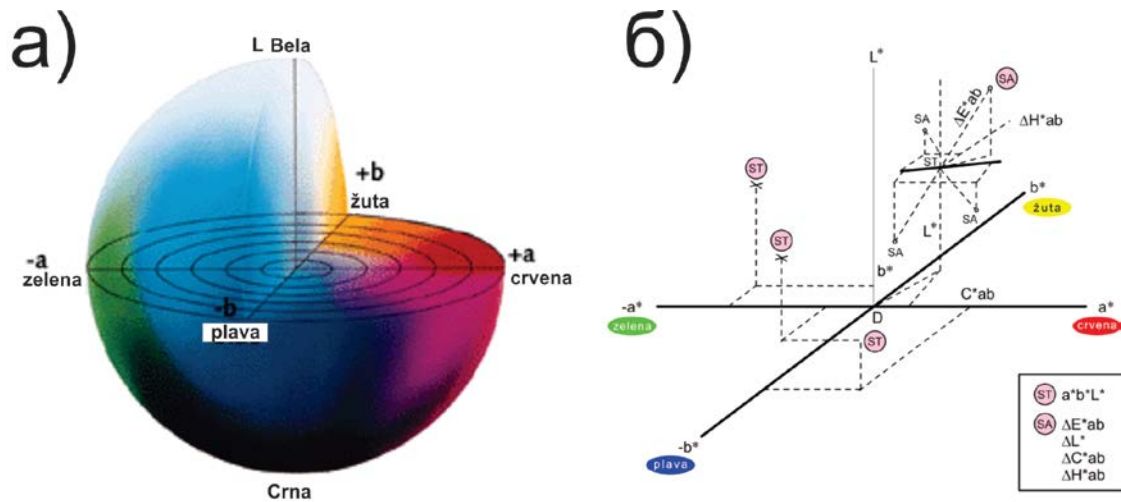 а)
L Bela
+b
žuta
-a
zelena
+a
crvena
-b
plava
Crna
б)
L*
SA
ΔE*ab
SA
ΔH*ab
ST
ST
b*
žuta
SA
ST
L*
SA
b*
C*ab
-a*
zelena
D
a*
crvena
ST
-b*
plava
ST a*b*L*
SA ΔE*ab
ΔL*
ΔC*ab
ΔH*ab